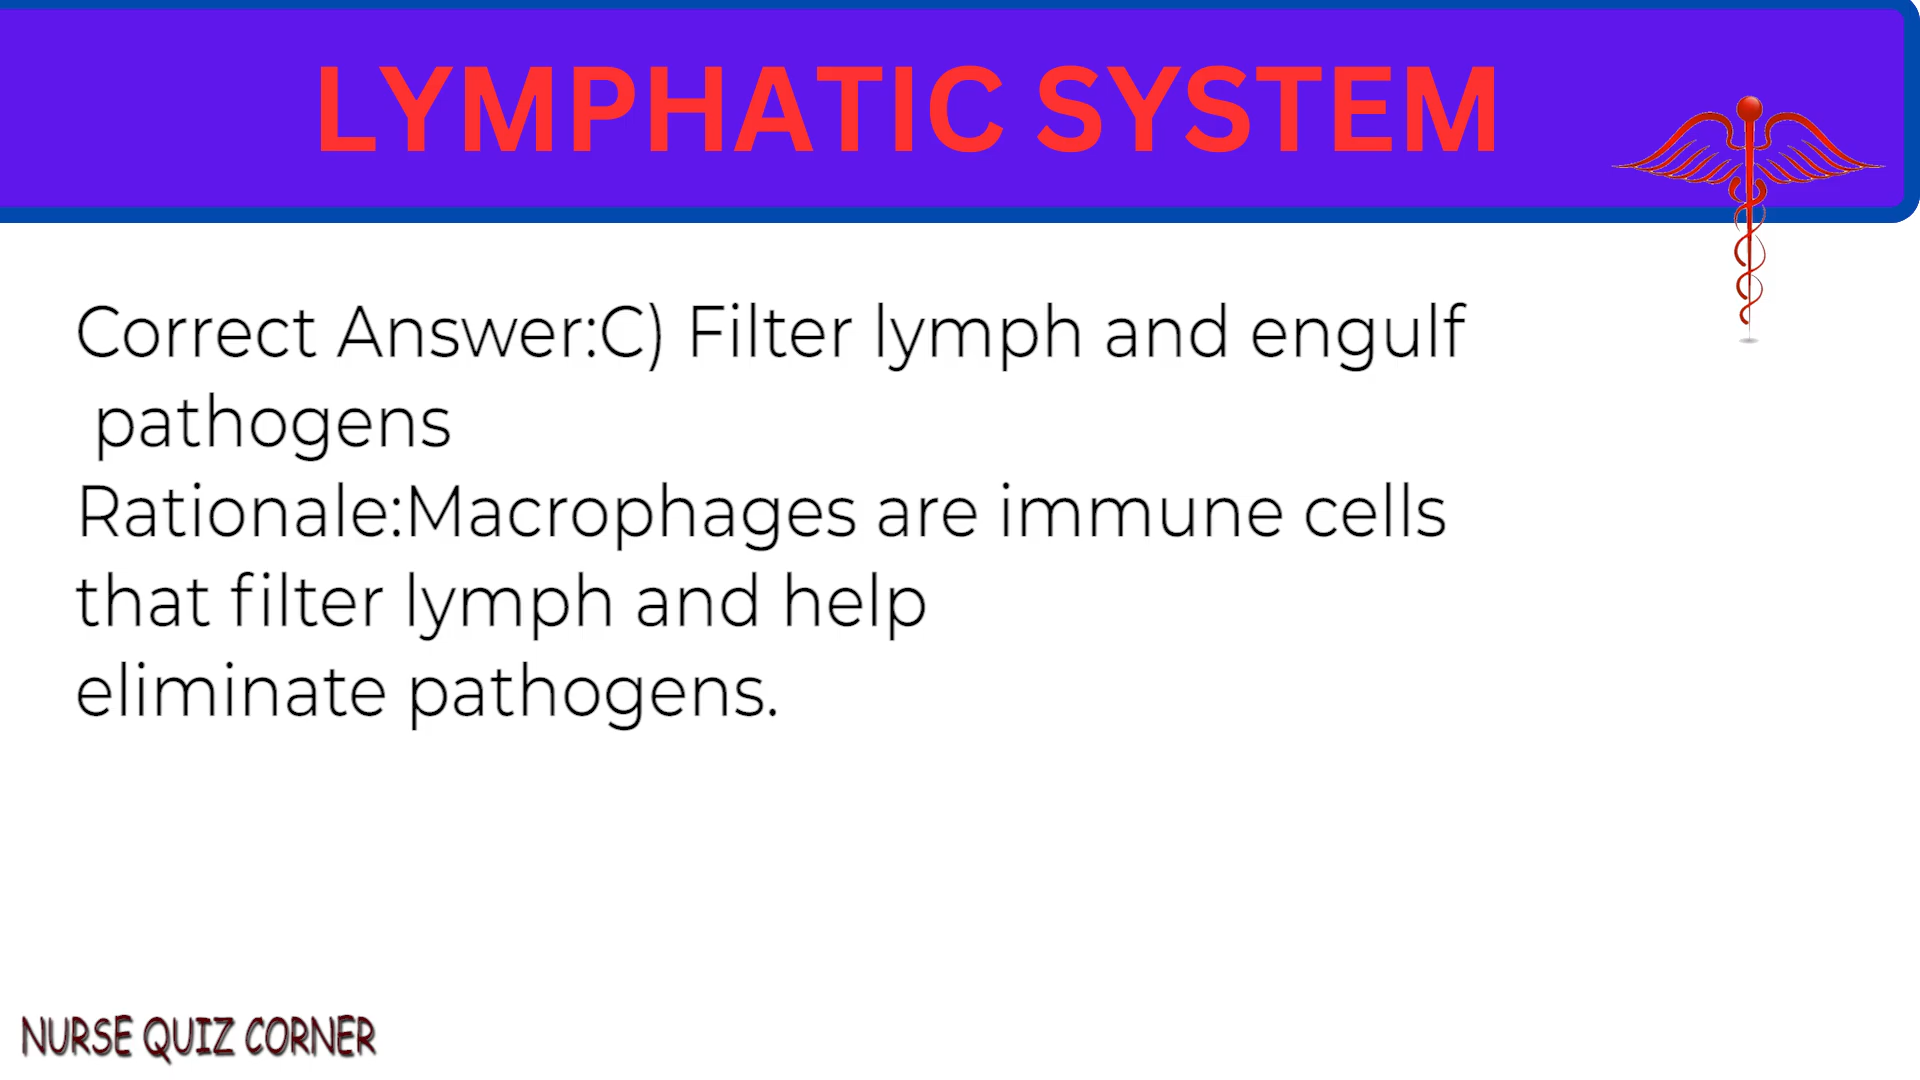 LYMPHATIC SYSTEM
Correct Answer:C) Filter lymph and engulf
pathogens
Rationale:Macrophages are immune cells
that filter lymph and help
eliminate pathogens.
NURSE QUIZ CORNER